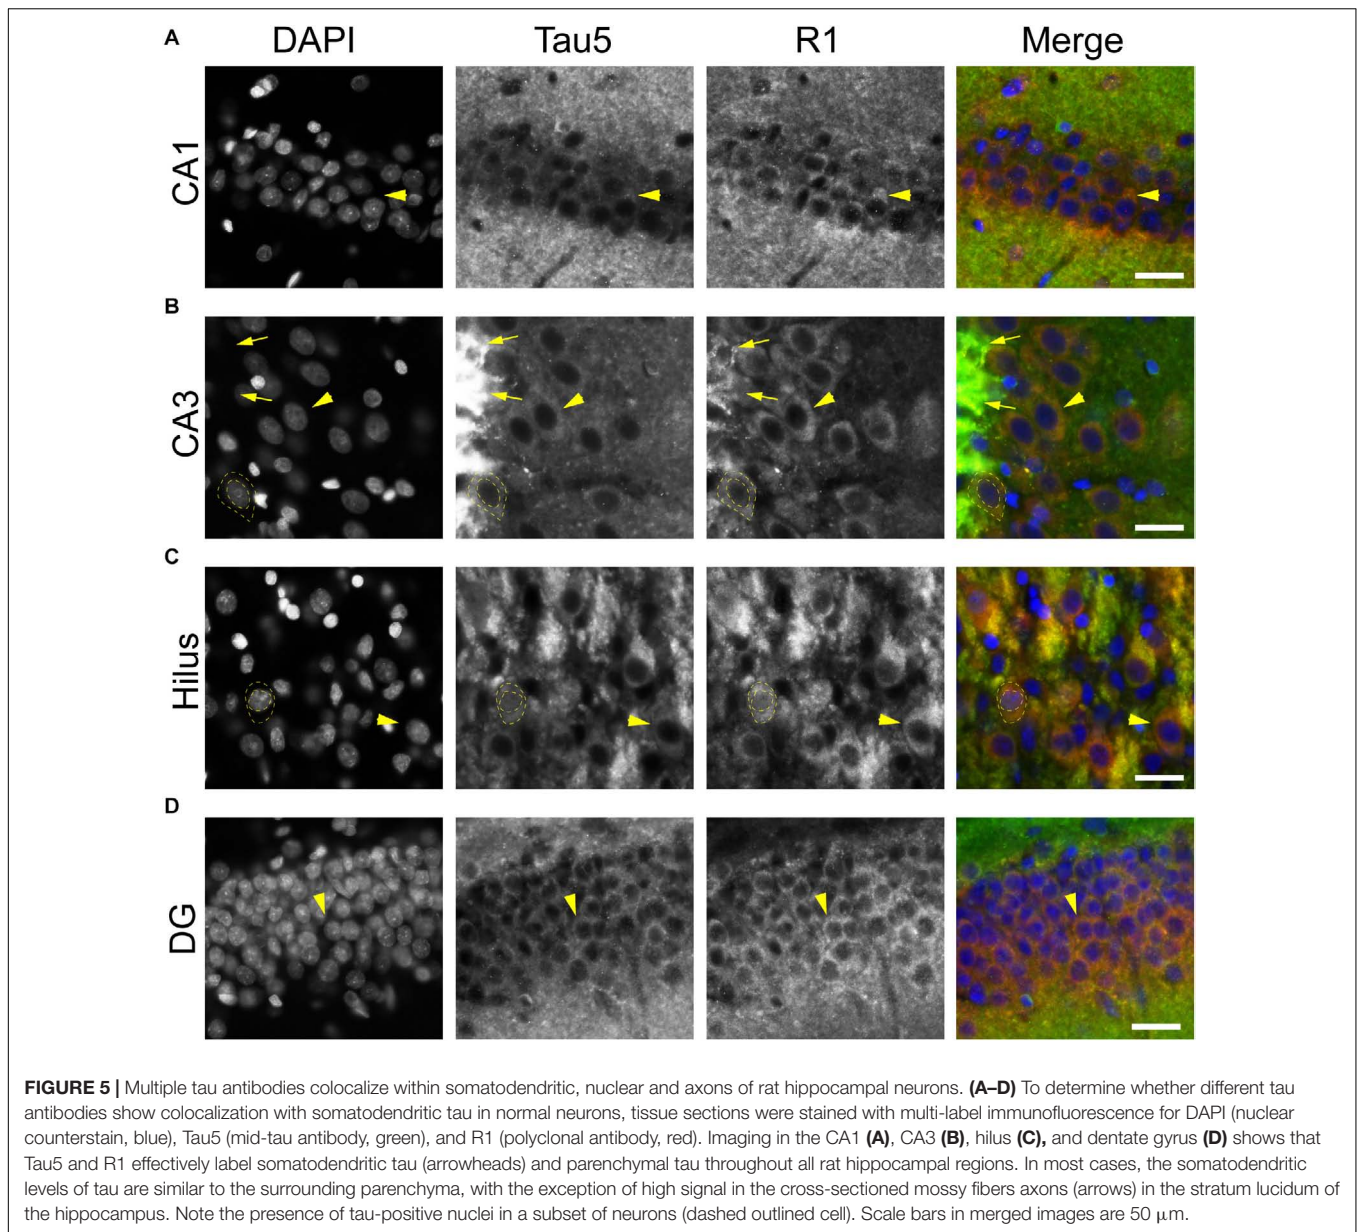 A
DAPI
Tau5
R1
Merge
CA1
B
CA3
C
Hilus
D
DG
FIGURE 5 | Multiple tau antibodies colocalize within somatodendritic, nuclear and axons of rat hippocampal neurons. (A–D) To determine whether different tau
antibodies show colocalization with somatodendritic tau in normal neurons, tissue sections were stained with multi-label immunofluorescence for DAPI (nuclear
counterstain, blue), Tau5 (mid-tau antibody, green), and R1 (polyclonal antibody, red). Imaging in the CA1 (A), CA3 (B), hilus (C), and dentate gyrus (D) shows that
Tau5 and R1 effectively label somatodendritic tau (arrowheads) and parenchymal tau throughout all rat hippocampal regions. In most cases, the somatodendritic
levels of tau are similar to the surrounding parenchyma, with the exception of high signal in the cross-sectioned mossy fibers axons (arrows) in the stratum lucidum of
the hippocampus. Note the presence of tau-positive nuclei in a subset of neurons (dashed outlined cell). Scale bars in merged images are 50 μm.